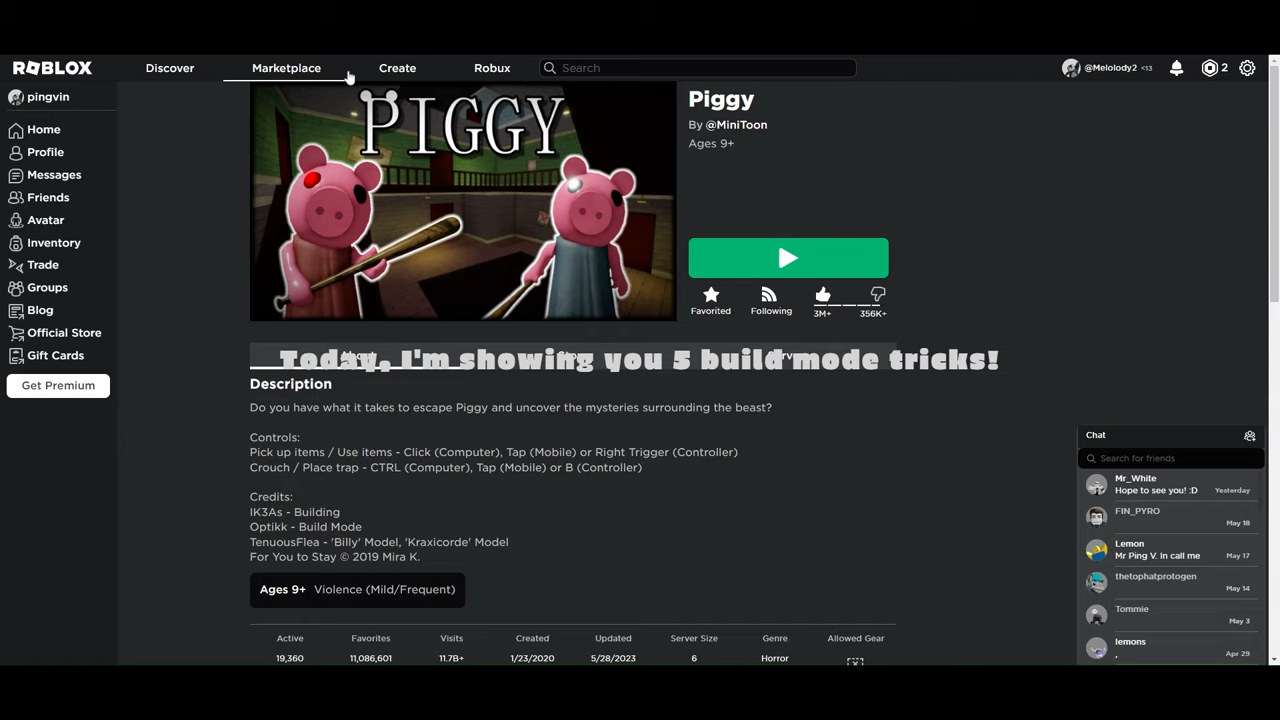 ROBLOX
Discover
Marketplace
Create
Robux
Search
@Melolody2 <13
2
pingvin
Home
Profile
Messages
Friends
Avatar
Inventory
Trade
Groups
Blog
Official Store
Gift Cards
Get Premium
PIGGY
Piggy
By @MiniToon
Ages 9+
Favorited
Following
3M+
356K+
Today, I'm showing you 5 build mode tricks!
Description
Do you have what it takes to escape Piggy and uncover the mysteries surrounding the beast?
Controls:
Pick up items / Use items - Click (Computer), Tap (Mobile) or Right Trigger (Controller)
Crouch / Place trap - CTRL (Computer), Tap (Mobile) or B (Controller)
Credits:
IK3As - Building
Optikk - Build Mode
TenuousFlea - 'Billy' Model, 'Kraxicorde' Model
For You to Stay © 2019 Mira K.
Ages 9+ Violence (Mild/Frequent)
Active Favorites Visits Created Updated Server Size Genre Allowed Gear
19,360 11,086,601 11.7B+ 1/23/2020 5/28/2023 6 Horror
Chat
Search for friends
Mr_White
Hope to see you! :D Yesterday
FIN_PYRO
May 18
Lemon
Mr Ping V. In call me May 17
thetophatprotogen
May 14
Tommie
May 3
lemons
. Apr 29